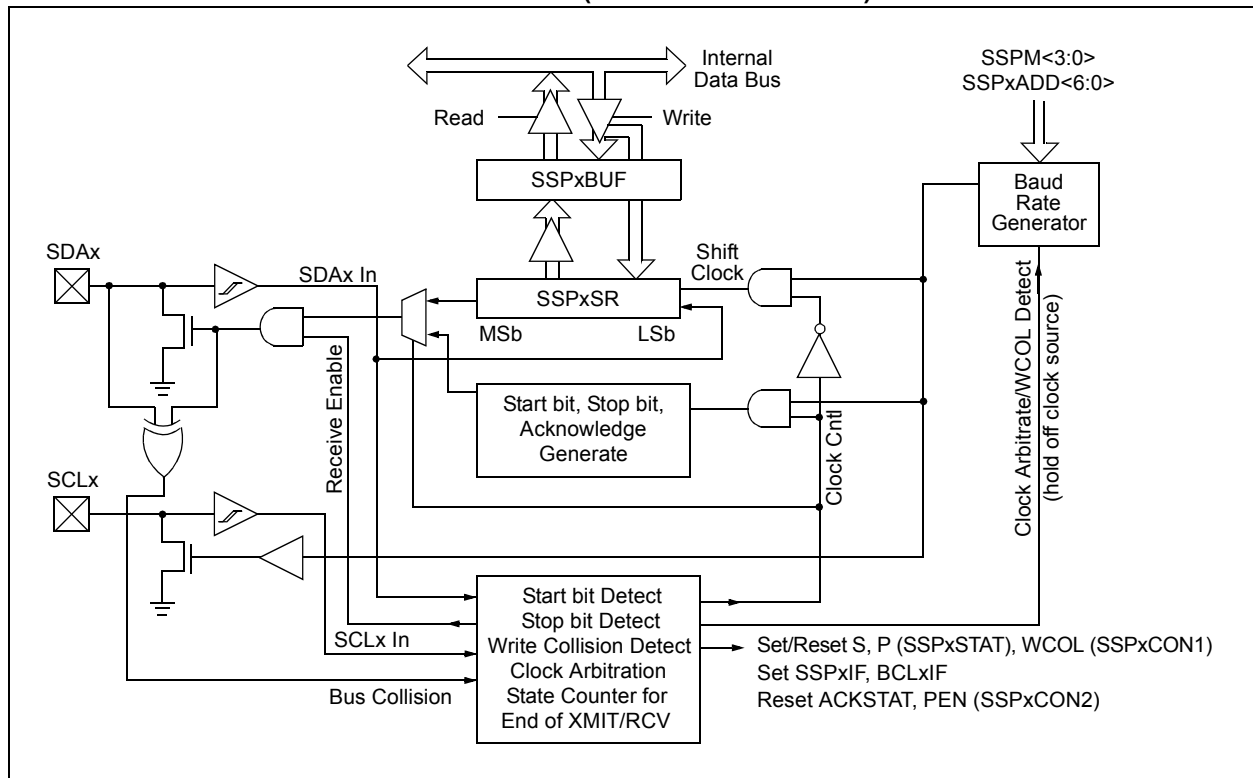 Internal
Data Bus
SSPM<3:0>
SSPxADD<6:0>
Read
Write
SSPxBUF
Baud
Rate
Generator
SDAx
SDAx In
Shift
Clock
SSPxSR
MSb
LSb
Receive Enable
Start bit, Stop bit,
Acknowledge
Generate
Clock Cntl
Clock Arbitrate/WCOL Detect
(hold off clock source)
SCLx
SCLx In
Bus Collision
Start bit Detect
Stop bit Detect
Write Collision Detect
Clock Arbitration
State Counter for
End of XMIT/RCV
Set/Reset S, P (SSPxSTAT), WCOL (SSPxCON1)
Set SSPxIF, BCLxIF
Reset ACKSTAT, PEN (SSPxCON2)